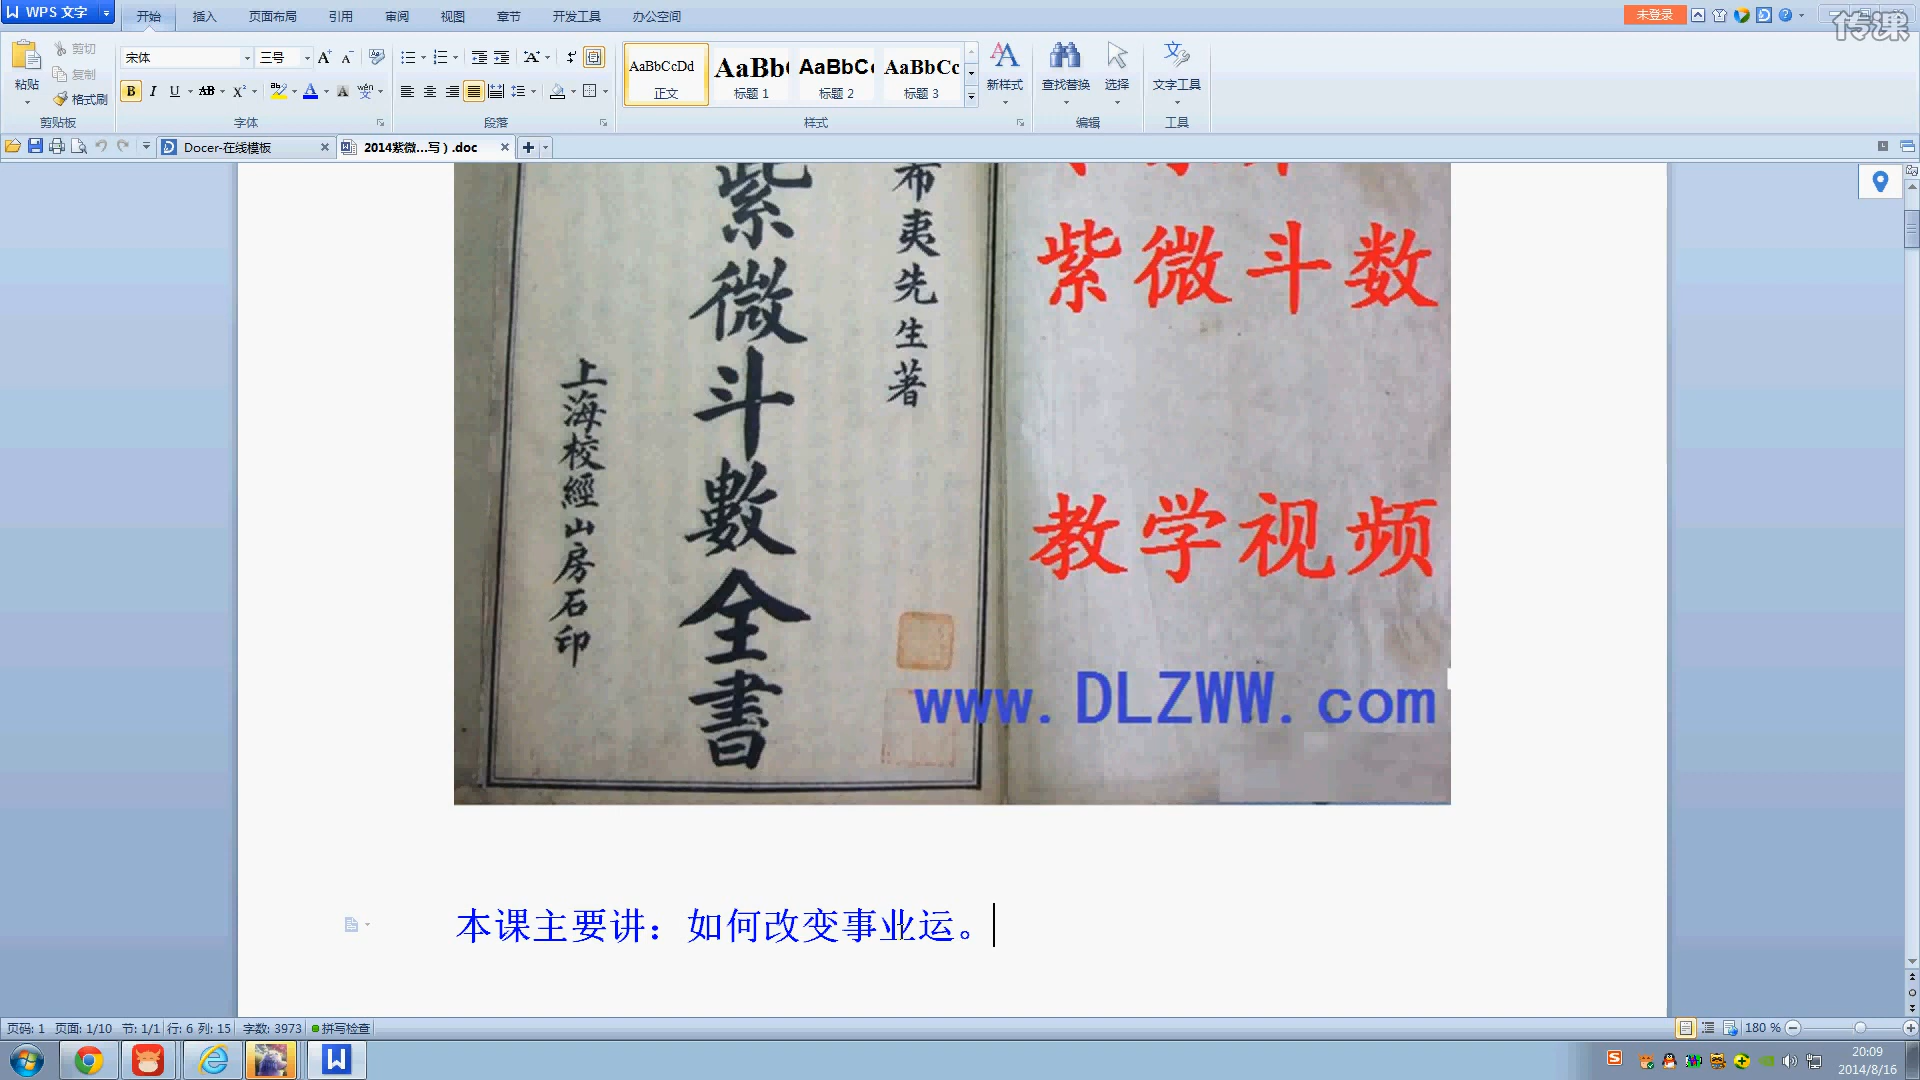 WPS 文字
开始 插入 页面布局 引用 审阅 视图 章节 开发工具 办公空间
未登录
传课
粘贴
剪切
复制
格式刷
宋体 三号
AaBbCcDd AaBb AaBbC AaBbCc
正文 标题 1 标题 2 标题 3
新样式 查找替换 选择 文字工具
剪贴板 字体 段落 样式 编辑 工具
Docer-在线模板
2014紫微...写）.doc
希夷先生著
紫微斗數全書
上海校經山房石印
紫微斗数
教学视频
www.DLZWW.com
本课主要讲：如何改变事业运。
页码: 1 页面: 1/10 节: 1/1 行: 6 列: 15 字数: 3973 拼写检查
180 %
20:09
2014/8/16